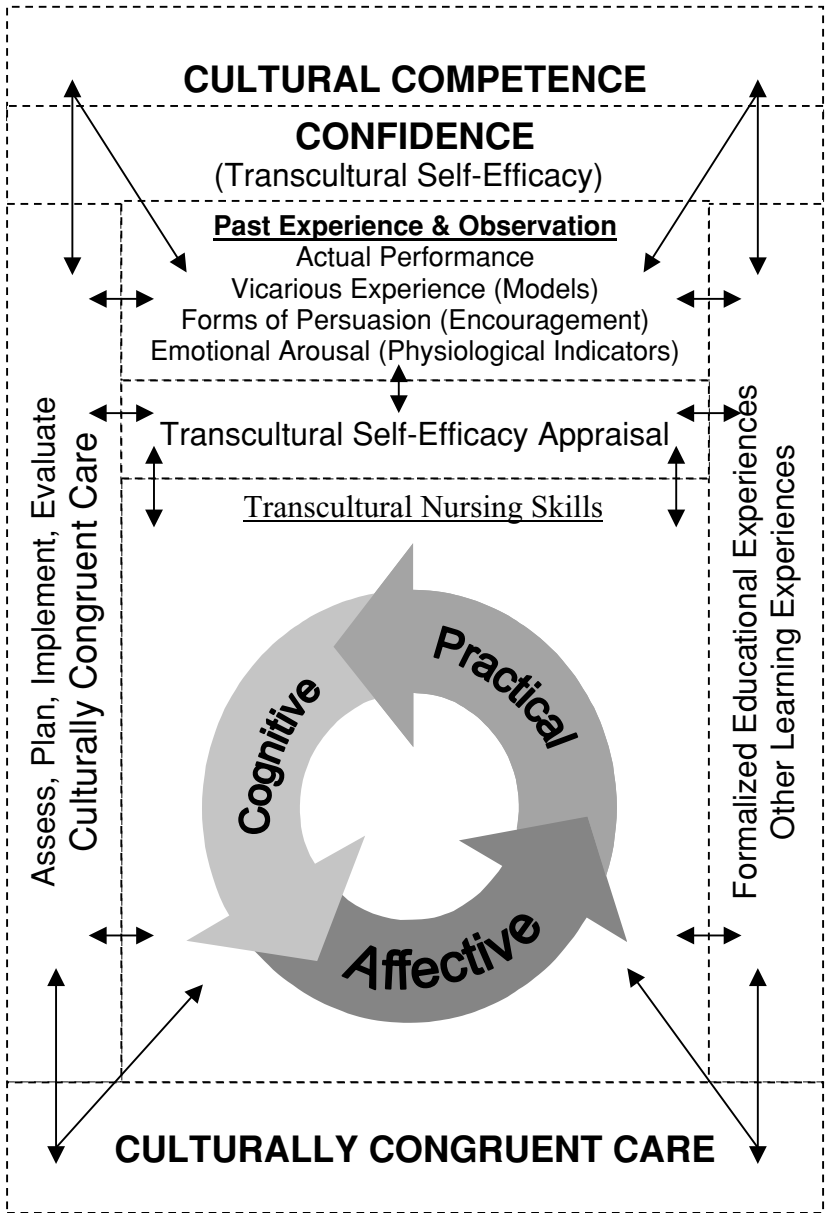 CULTURAL COMPETENCE
CONFIDENCE
(Transcultural Self-Efficacy)
Past Experience & Observation
Actual Performance
Vicarious Experience (Models)
Forms of Persuasion (Encouragement)
Emotional Arousal (Physiological Indicators)
Transcultural Self-Efficacy Appraisal
Assess, Plan, Implement, Evaluate
Culturally Congruent Care
Formalized Educational Experiences
Other Learning Experiences
Transcultural Nursing Skills
Cognitive
Practical
Affective
CULTURALLY CONGRUENT CARE